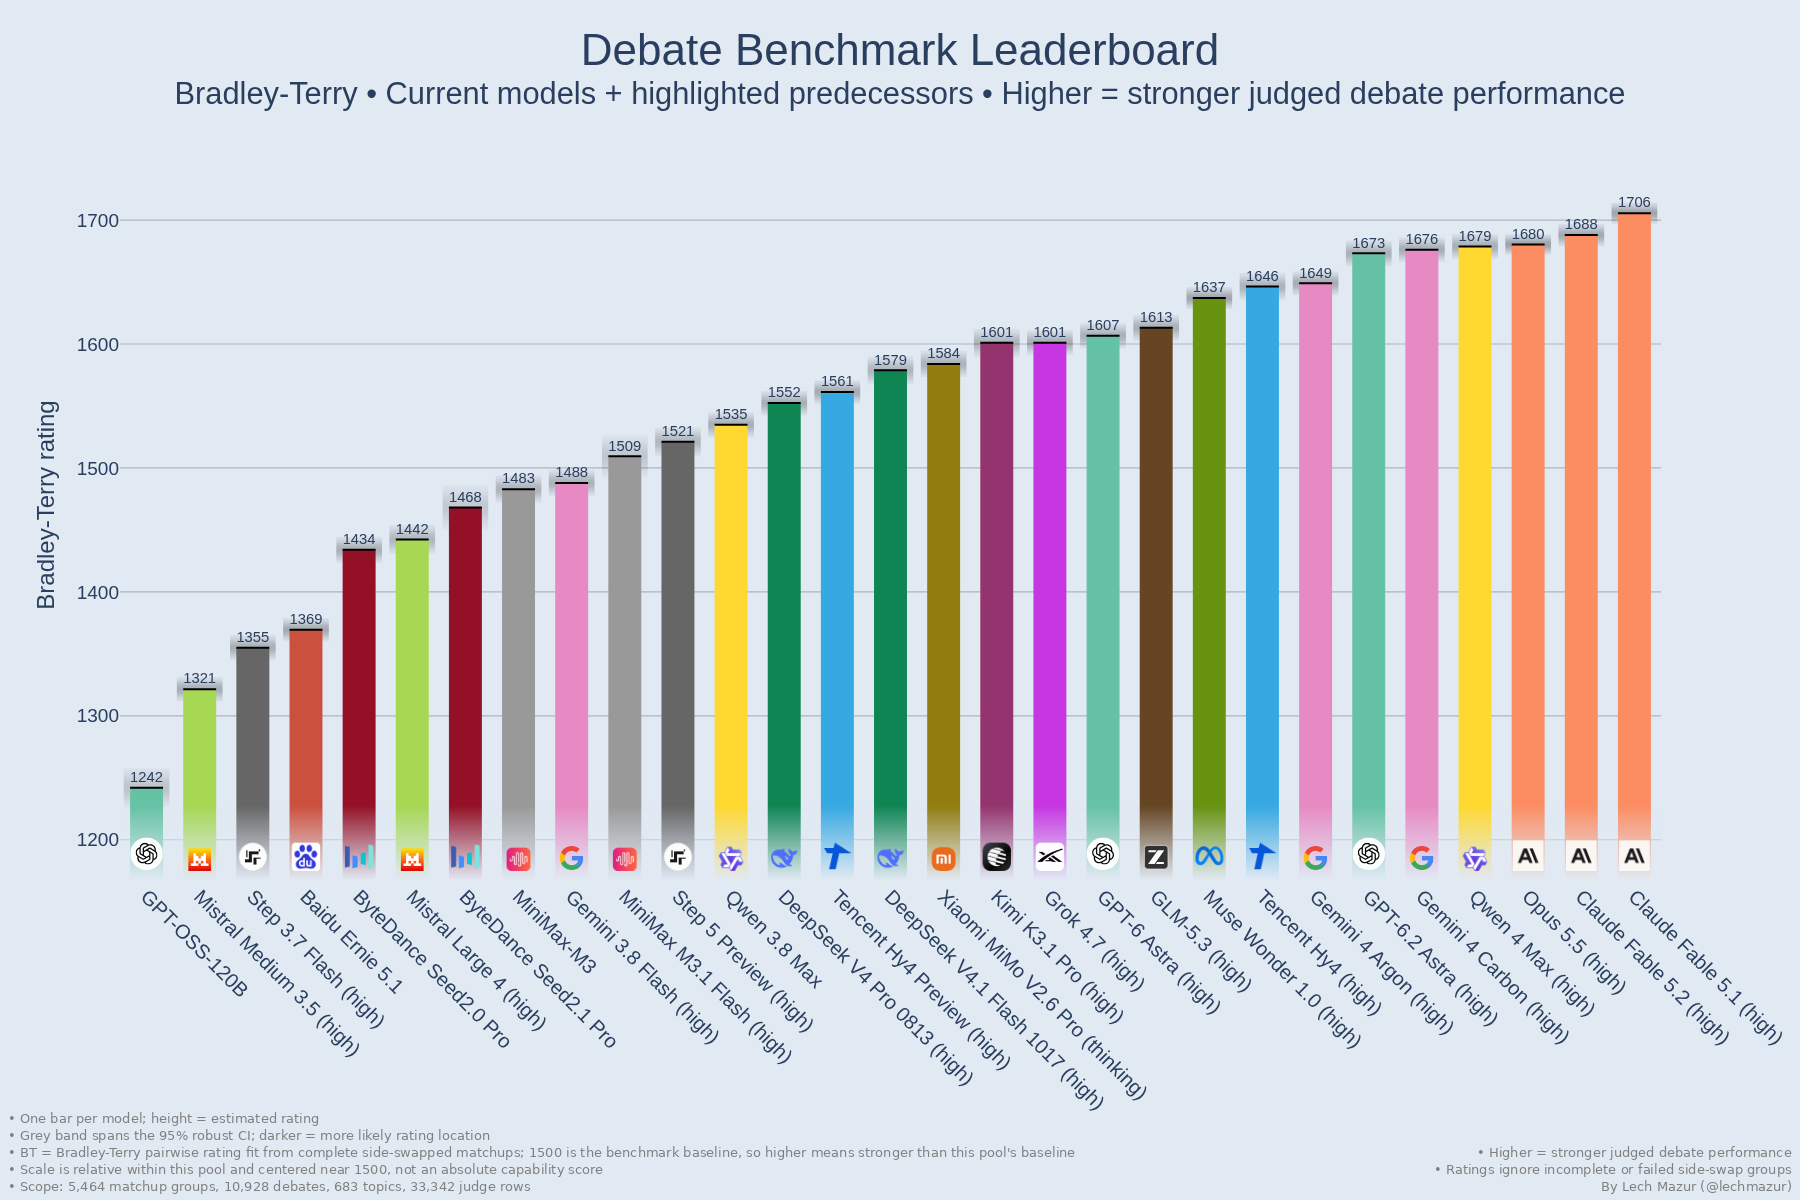 Debate Benchmark Leaderboard
Bradley-Terry • Current models + highlighted predecessors • Higher = stronger judged debate performance
Bradley-Terry rating
1700
1600
1500
1400
1300
1200
1242
1321
1355
1369
1434
1442
1468
1483
1488
1509
1521
1535
1552
1561
1579
1584
1601
1601
1607
1613
1637
1646
1649
1673
1676
1679
1680
1688
1706
GPT-OSS-120B
Mistral Medium 3.5 (high)
Step 3.7 Flash (high)
Baidu Ernie 5.1
ByteDance Seed2.0 Pro
Mistral Large 4 (high)
ByteDance Seed2.1 Pro
MiniMax-M3
Gemini 3.8 Flash (high)
MiniMax M3.1 Flash (high)
Step 5 Preview (high)
Qwen 3.8 Max
DeepSeek V4 Pro 0813 (high)
Tencent Hy4 Preview (high)
DeepSeek V4.1 Flash 1017 (high)
Xiaomi MiMo V2.6 Pro (thinking)
Kimi K3.1 Pro (high)
Grok 4.7 (high)
GPT-6 Astra (high)
GLM-5.3 (high)
Muse Wonder 1.0 (high)
Tencent Hy4 (high)
Gemini 4 Argon (high)
GPT-6.2 Astra (high)
Gemini 4 Carbon (high)
Qwen 4 Max (high)
Opus 5.5 (high)
Claude Fable 5.2 (high)
Claude Fable 5.1 (high)
• One bar per model; height = estimated rating
• Grey band spans the 95% robust CI; darker = more likely rating location
• BT = Bradley-Terry pairwise rating fit from complete side-swapped matchups; 1500 is the benchmark baseline, so higher means stronger than this pool's baseline
• Scale is relative within this pool and centered near 1500, not an absolute capability score
• Scope: 5,464 matchup groups, 10,928 debates, 683 topics, 33,342 judge rows
• Higher = stronger judged debate performance
• Ratings ignore incomplete or failed side-swap groups
By Lech Mazur (@lechmazur)